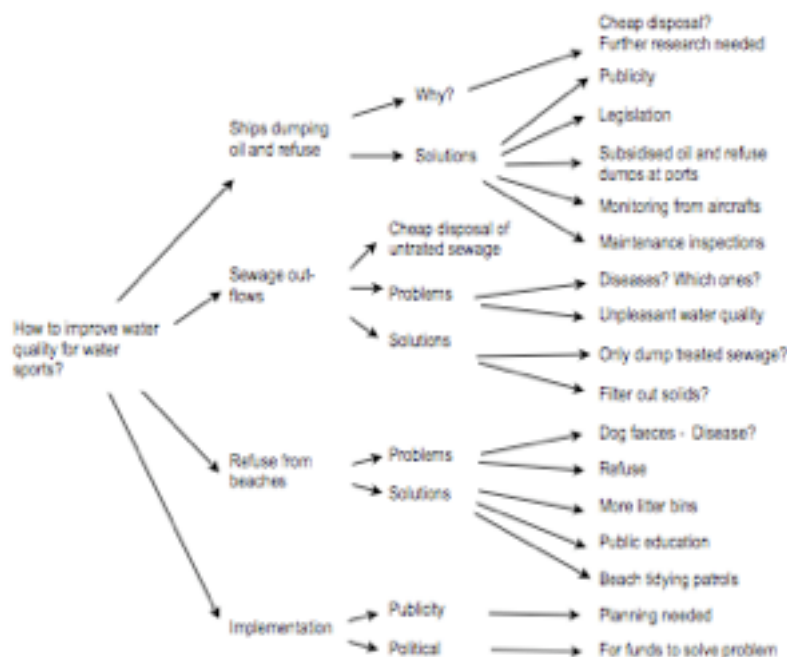 How to improve water
quality for water
sports?
Ships dumping
oil and refuse
Why?
Cheap disposal?
Further research needed
Solutions
Publicity
Legislation
Subsidised oil and refuse
dumps at ports
Monitoring from aircrafts
Maintenance inspections
Sewage out-
flows
Cheap disposal of
untrated sewage
Problems
Diseases? Which ones?
Unpleasant water quality
Solutions
Only dump treated sewage?
Filter out solids?
Refuse from
beaches
Problems
Dog faeces - Disease?
Refuse
Solutions
More litter bins
Public education
Beach tidying patrols
Implementation
Publicity
Planning needed
Political
For funds to solve problem